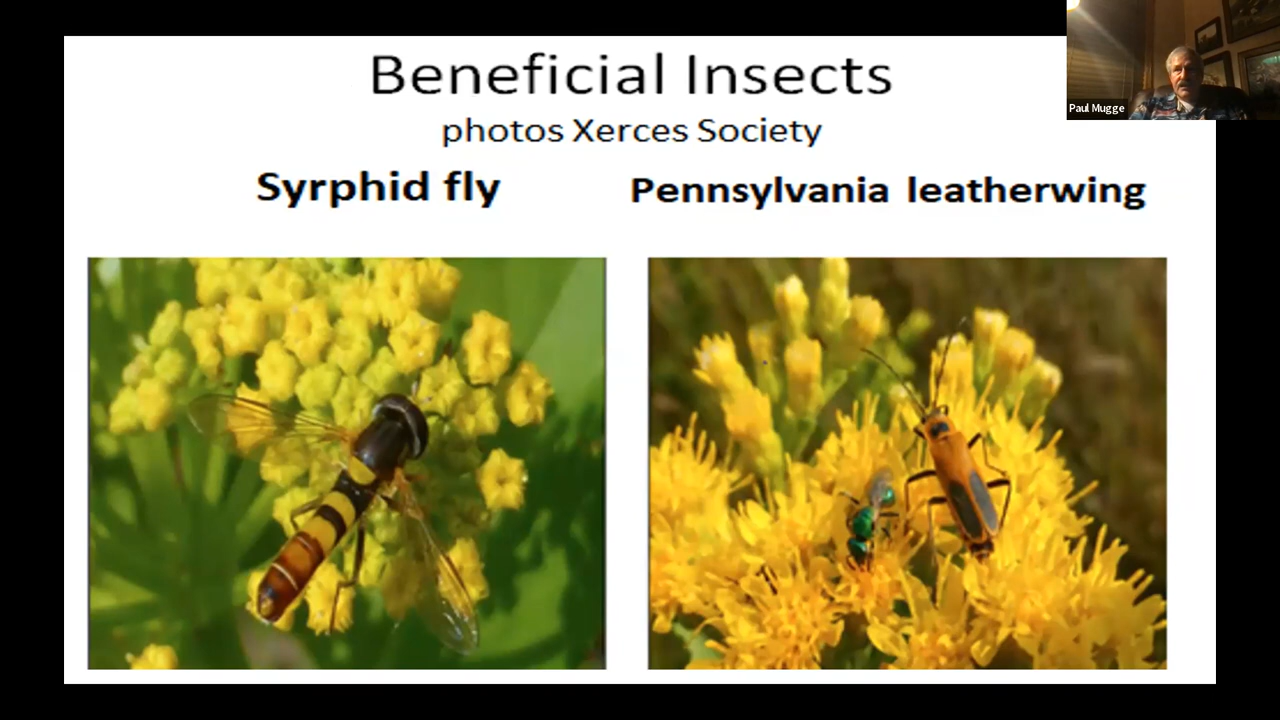 Beneficial Insects
photos Xerces Society
Syrphid fly
Pennsylvania leatherwing
Paul Mugge